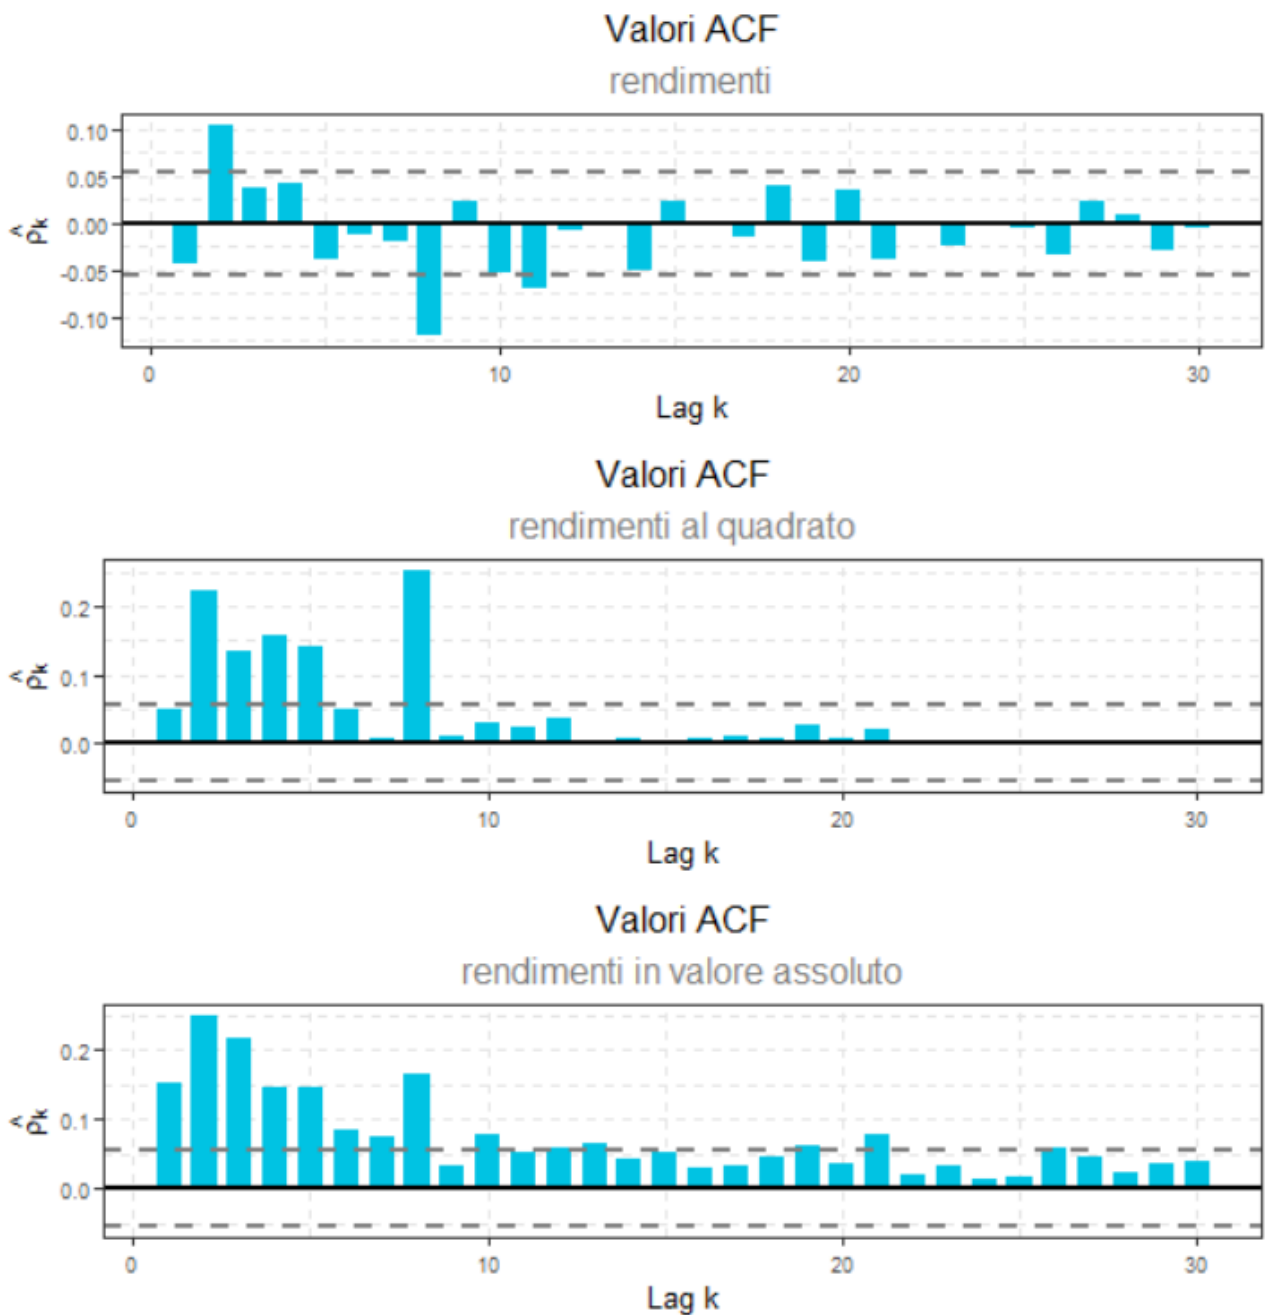 Valori ACF
rendimenti
0.10
0.05
0.00
-0.05
-0.10
ρ̂k
0 10 20 30
Lag k
Valori ACF
rendimenti al quadrato
0.2
0.1
0.0
ρ̂k
0 10 20 30
Lag k
Valori ACF
rendimenti in valore assoluto
0.2
0.1
0.0
ρ̂k
0 10 20 30
Lag k